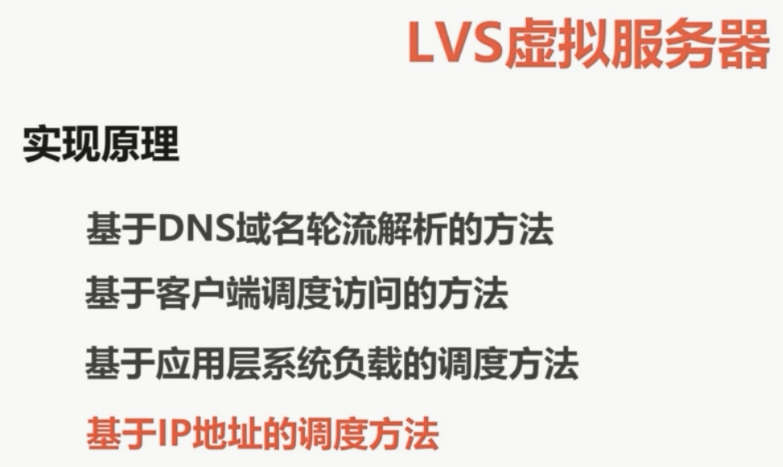 LVS虚拟服务器
实现原理
基于DNS域名轮流解析的方法
基于客户端调度访问的方法
基于应用层系统负载的调度方法
基于IP地址的调度方法